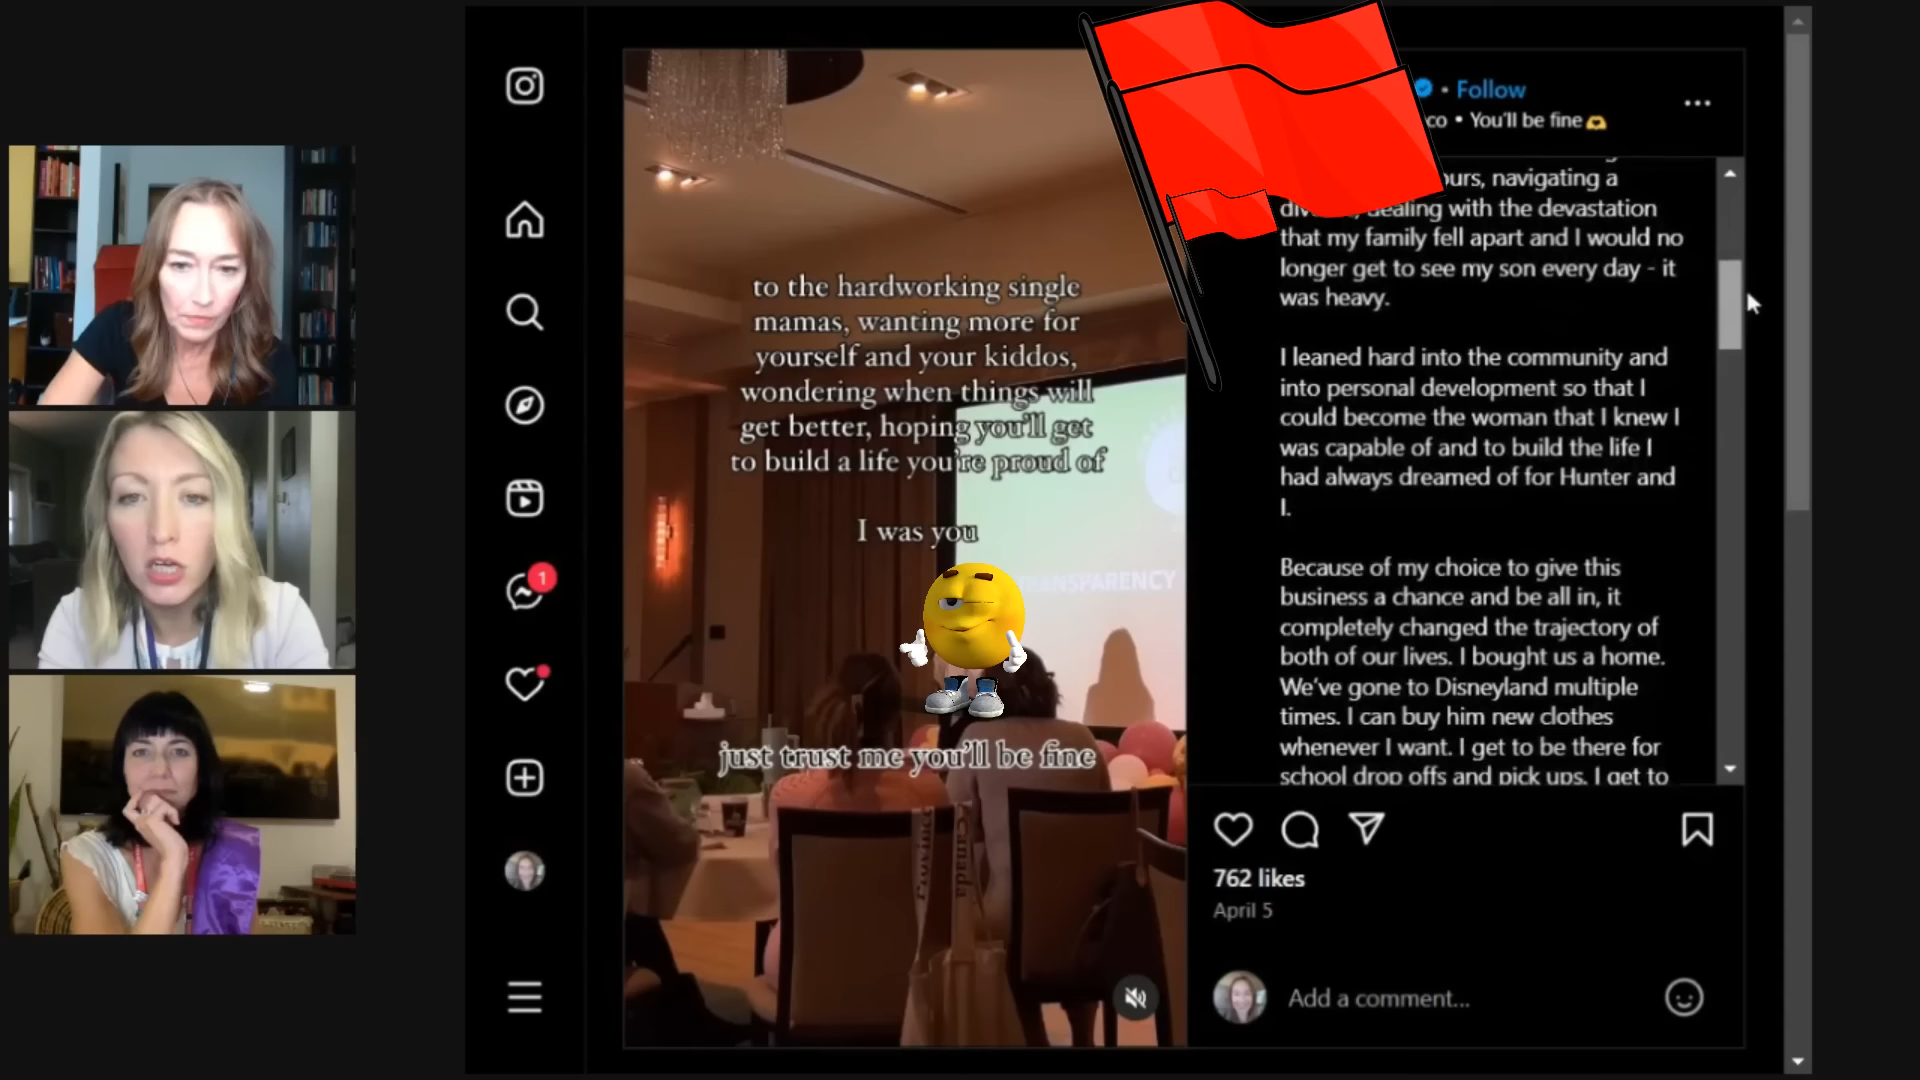 to the hardworking single
mamas, wanting more for
yourself and your kiddos,
wondering when things will
get better, hoping you'll get
to build a life you're proud of
I was you
TRANSPARENCY
just trust me you'll be fine
Province
Canada
1
• Follow
co • You'll be fine
ours, navigating a
dealing with the devastation
that my family fell apart and I would no
longer get to see my son every day - it
was heavy.
I leaned hard into the community and
into personal development so that I
could become the woman that I knew I
was capable of and to build the life I
had always dreamed of for Hunter and
I.
Because of my choice to give this
business a chance and be all in, it
completely changed the trajectory of
both of our lives. I bought us a home.
We've gone to Disneyland multiple
times. I can buy him new clothes
whenever I want. I get to be there for
school drop offs and pick ups. I get to
762 likes
April 5
Add a comment...